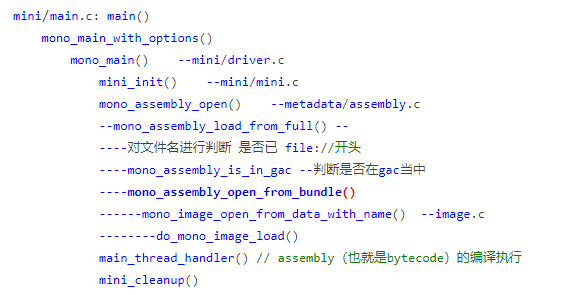 mini/main.c: main()
mono_main_with_options()
mono_main()    --mini/driver.c
mini_init()    --mini/mini.c
mono_assembly_open()    --metadata/assembly.c
--mono_assembly_load_from_full() --
----对文件名进行判断 是否已 file://开头
----mono_assembly_is_in_gac --判断是否在gac当中
----mono_assembly_open_from_bundle()
------mono_image_open_from_data_with_name()  --image.c
--------do_mono_image_load()
main_thread_handler() // assembly（也就是bytecode）的编译执行
mini_cleanup()